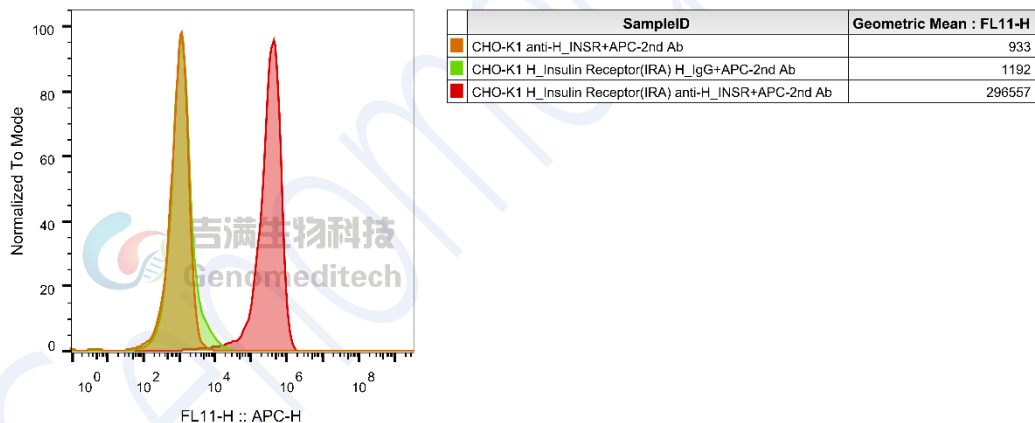 100
80
60
40
20
0
Normalized To Mode
10^0 10^2 10^4 10^6 10^8
FL11-H :: APC-H
吉满生物科技
Genomeditech
SampleID Geometric Mean : FL11-H
CHO-K1 anti-H_INSR+APC-2nd Ab 933
CHO-K1 H_Insulin Receptor(IRA) H_IgG+APC-2nd Ab 1192
CHO-K1 H_Insulin Receptor(IRA) anti-H_INSR+APC-2nd Ab 296557